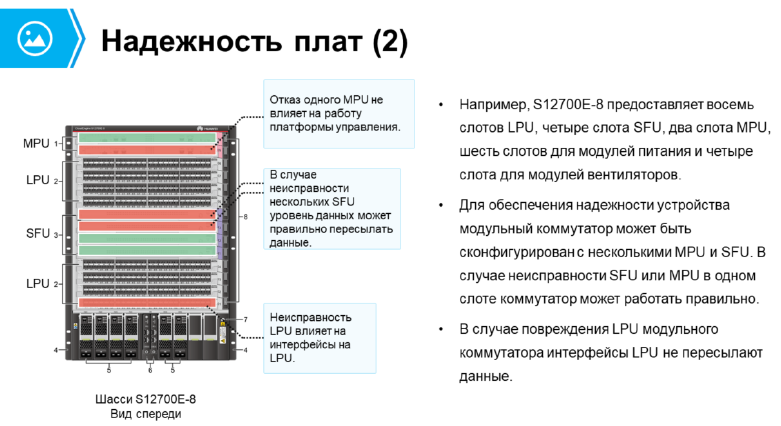 Надежность плат (2)
Отказ одного MPU не
влияет на работу
платформы управления.
MPU 1
LPU 2
SFU 3
LPU 2
8
7
4
4
5
6
5
В случае
неисправности
нескольких SFU
уровень данных может
правильно пересылать
данные.
Неисправность
LPU влияет на
интерфейсы на
LPU.
Шасси S12700E-8
Вид спереди
• Например, S12700E-8 предоставляет восемь
слотов LPU, четыре слота SFU, два слота MPU,
шесть слотов для модулей питания и четыре
слота для модулей вентиляторов.
• Для обеспечения надежности устройства
модульный коммутатор может быть
сконфигурирован с несколькими MPU и SFU. В
случае неисправности SFU или MPU в одном
слоте коммутатор может работать правильно.
• В случае повреждения LPU модульного
коммутатора интерфейсы LPU не пересылают
данные.